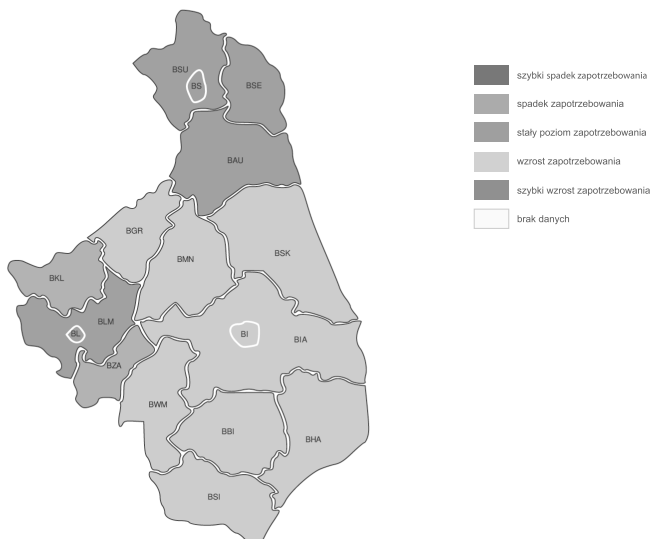 BSU
BS
BSE
BAU
BGR
BMN
BSK
BKL
BLM
BL
BI
BIA
BZA
BWM
BBI
BHA
BSI
szybki spadek zapotrzebowania
spadek zapotrzebowania
stały poziom zapotrzebowania
wzrost zapotrzebowania
szybki wzrost zapotrzebowania
brak danych